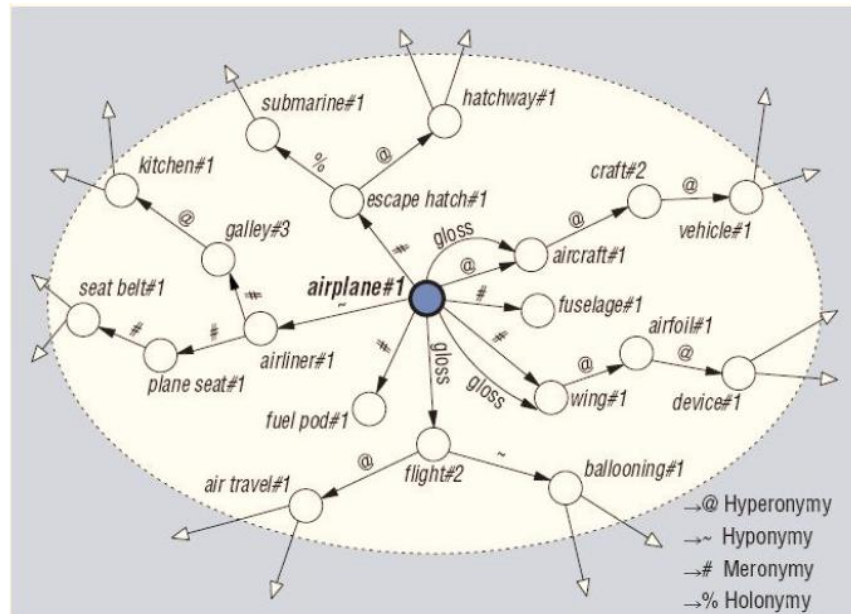 hatchway#1
submarine#1
kitchen#1
%
@
craft#2
@
escape hatch#1
@
@
galley#3
gloss
vehicle#1
#
@
aircraft#1
seat belt#1
airplane#1
#
#
~
#
fuselage#1
airfoil#1
#
#
airliner#1
#
#
@
@
plane seat#1
gloss
gloss
wing#1
device#1
fuel pod#1
@
flight#2
~
air travel#1
ballooning#1
→@ Hyperonymy
→~ Hyponymy
→# Meronymy
→% Holonymy